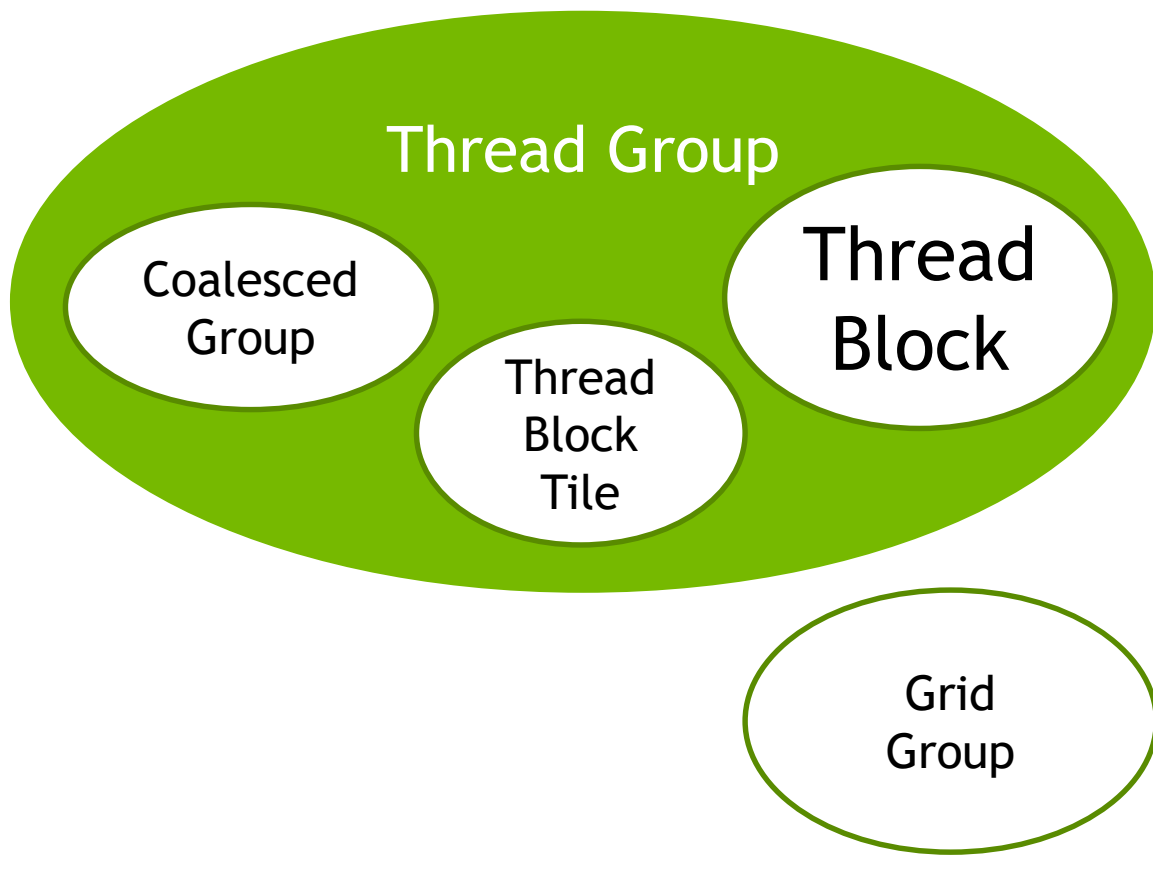 Thread Group
Coalesced
Group
Thread
Block
Tile
Thread
Block
Grid
Group